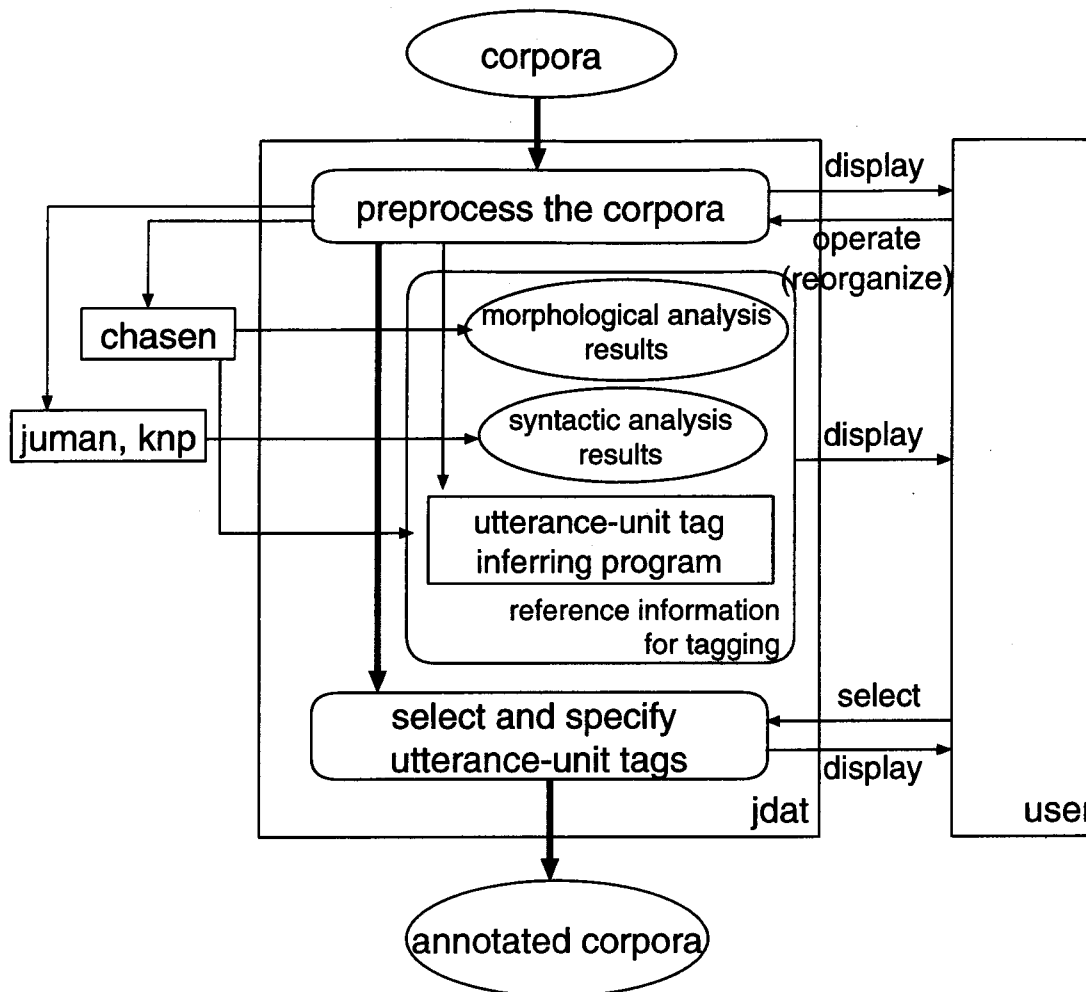 corpora
display
preprocess the corpora
operate
(reorganize)
morphological analysis
results
chasen
syntactic analysis
results
juman, knp
display
utterance-unit tag
inferring program
reference information
for tagging
select
select and specify
utterance-unit tags
display
jdat
user
annotated corpora